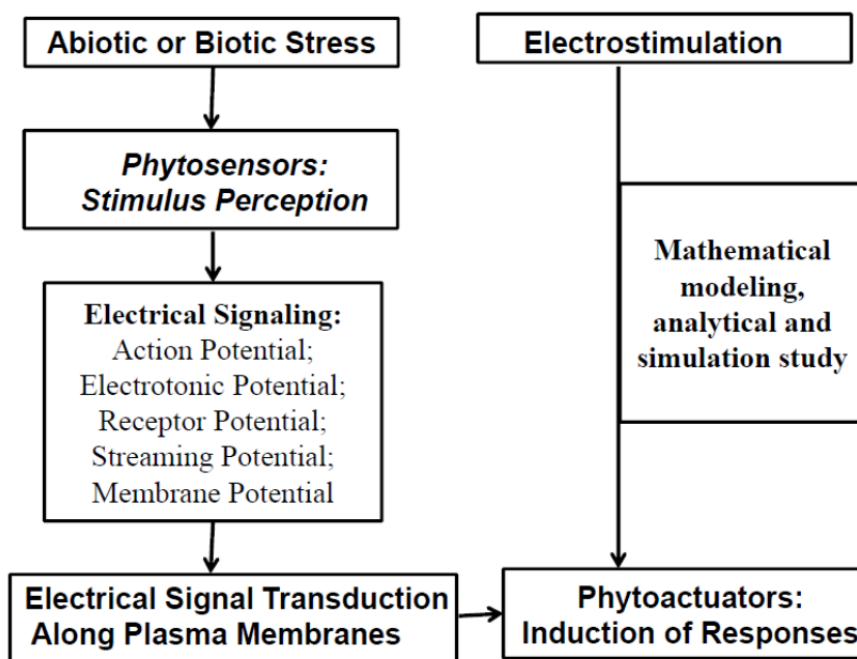 Abiotic or Biotic Stress
Electrostimulation
Phytosensors:
Stimulus Perception
Mathematical
modeling,
analytical and
simulation study
Electrical Signaling:
Action Potential;
Electrotonic Potential;
Receptor Potential;
Streaming Potential;
Membrane Potential
Electrical Signal Transduction
Along Plasma Membranes
Phytoactuators:
Induction of Responses